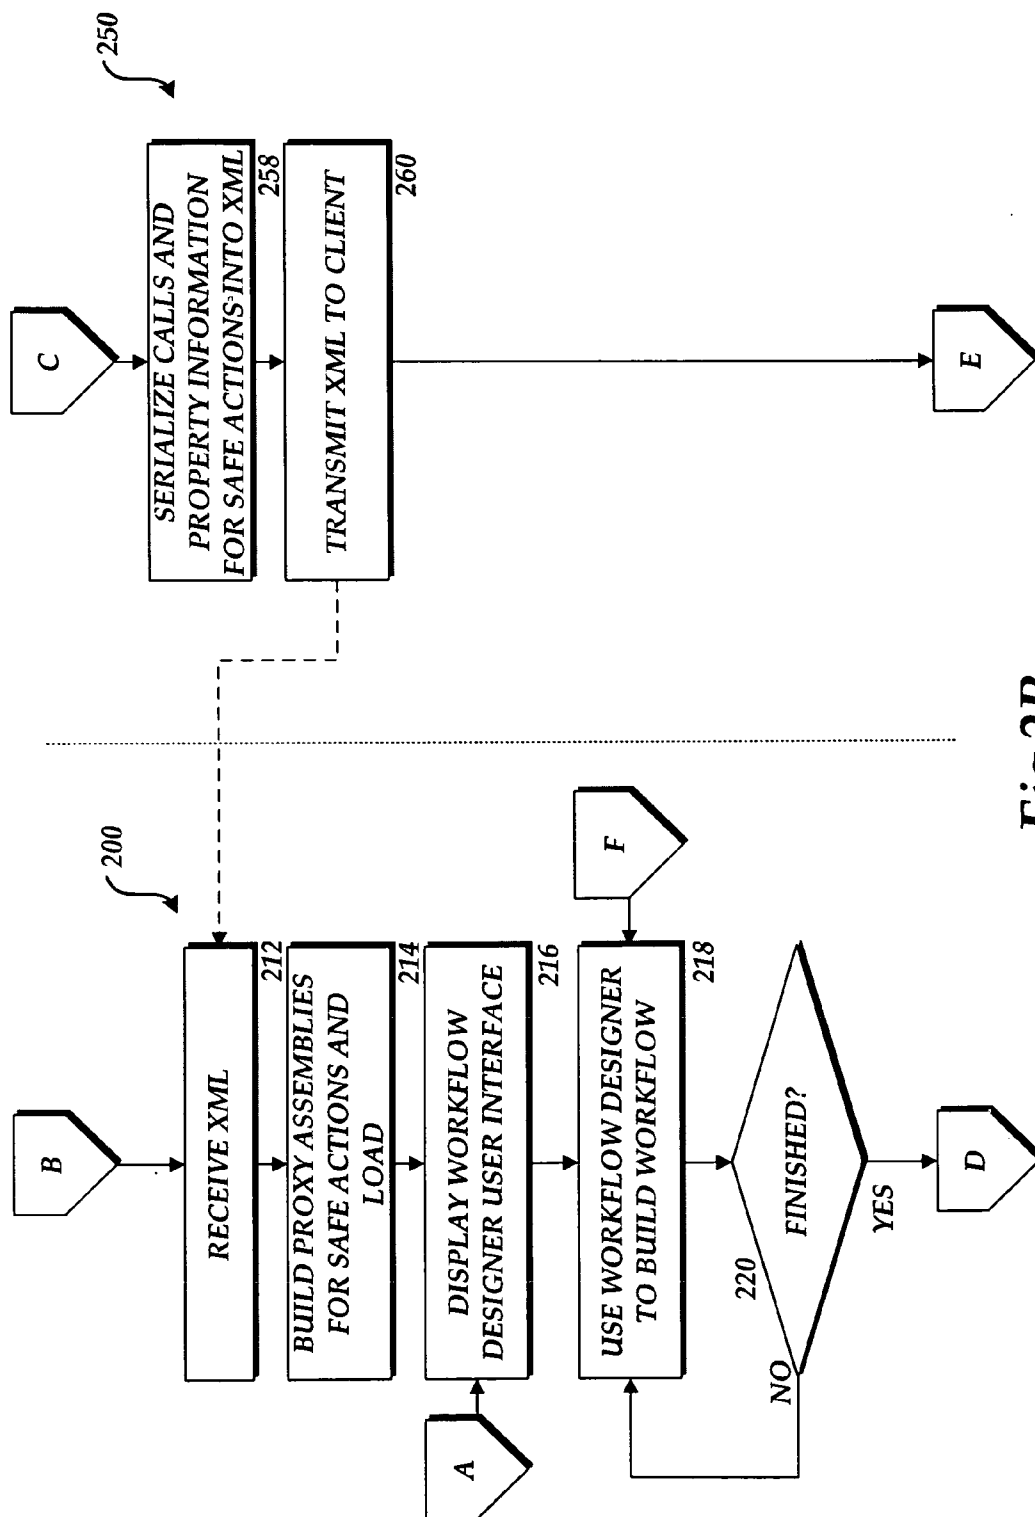 B
200
RECEIVE XML
212
BUILD PROXY ASSEMBLIES
FOR SAFE ACTIONS AND
LOAD
214
A
DISPLAY WORKFLOW
DESIGNER USER INTERFACE
216
F
USE WORKFLOW DESIGNER
TO BUILD WORKFLOW
218
220
FINISHED?
NO
YES
D
C
250
SERIALIZE CALLS AND
PROPERTY INFORMATION
FOR SAFE ACTIONS INTO XML
258
TRANSMIT XML TO CLIENT
260
E